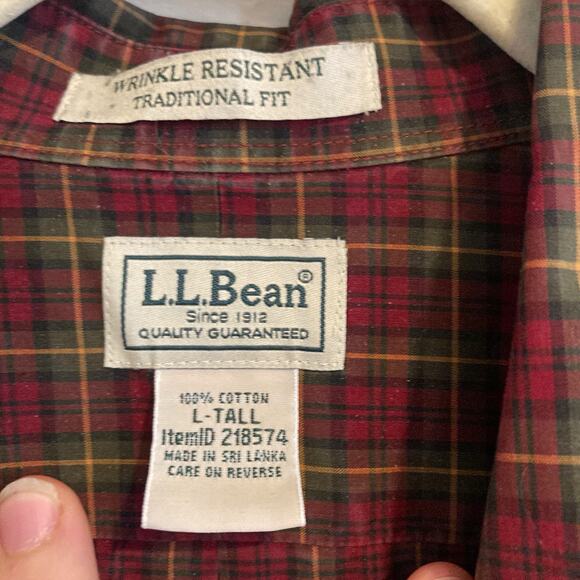 WRINKLE RESISTANT
TRADITIONAL FIT
L.L.Bean®
Since 1912
QUALITY GUARANTEED
100% COTTON
L-TALL
ItemID 218574
MADE IN SRI LANKA
CARE ON REVERSE